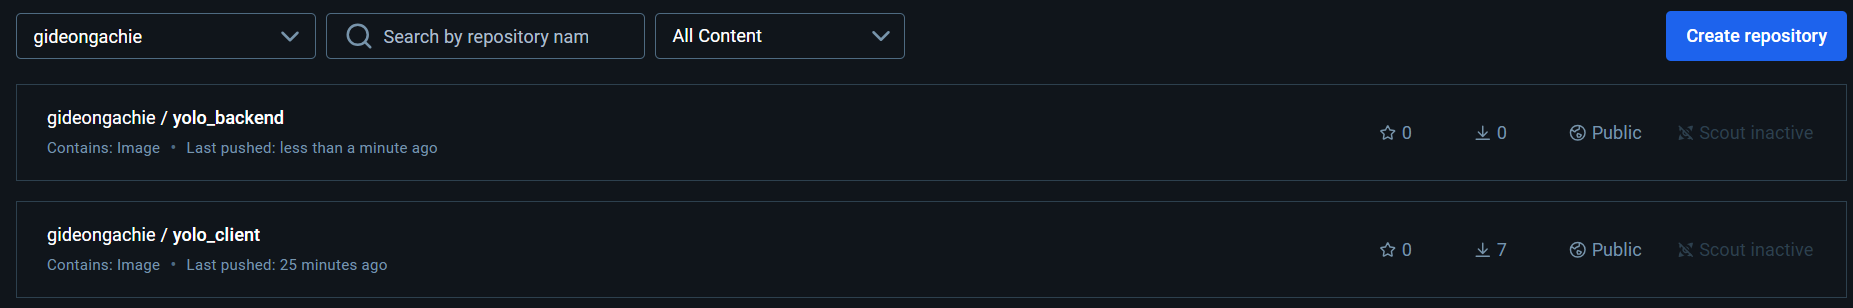 gideongachie
Search by repository nam
All Content
Create repository
gideongachie / yolo_backend
Contains: Image • Last pushed: less than a minute ago
0
0
Public
Scout inactive
gideongachie / yolo_client
Contains: Image • Last pushed: 25 minutes ago
0
7
Public
Scout inactive